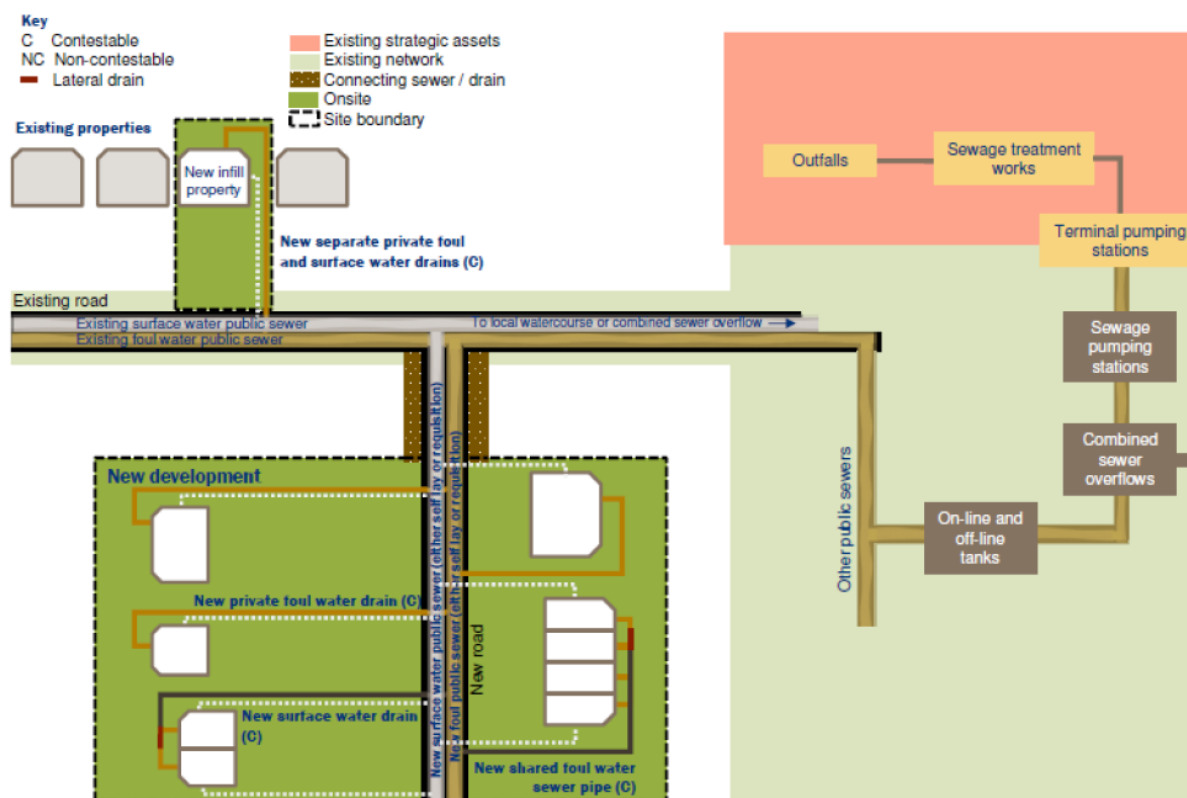 Key
C Contestable
NC Non-contestable
Lateral drain
Existing strategic assets
Existing network
Connecting sewer / drain
Onsite
Site boundary
Existing properties
New infill
property
New separate private foul
and surface water drains (C)
Outfalls
Sewage treatment
works
Terminal pumping
stations
Existing road
Existing surface water public sewer
To local watercourse or combined sewer overflow
Existing foul water public sewer
Sewage
pumping
stations
Combined
sewer
overflows
On-line and
off-line
tanks
Other public sewers
New development
New surface water public sewer (either self lay or requisition)
New foul public sewer (either self lay or requisition)
New road
New private foul water drain (C)
New surface water drain
(C)
New shared foul water
sewer pipe (C)